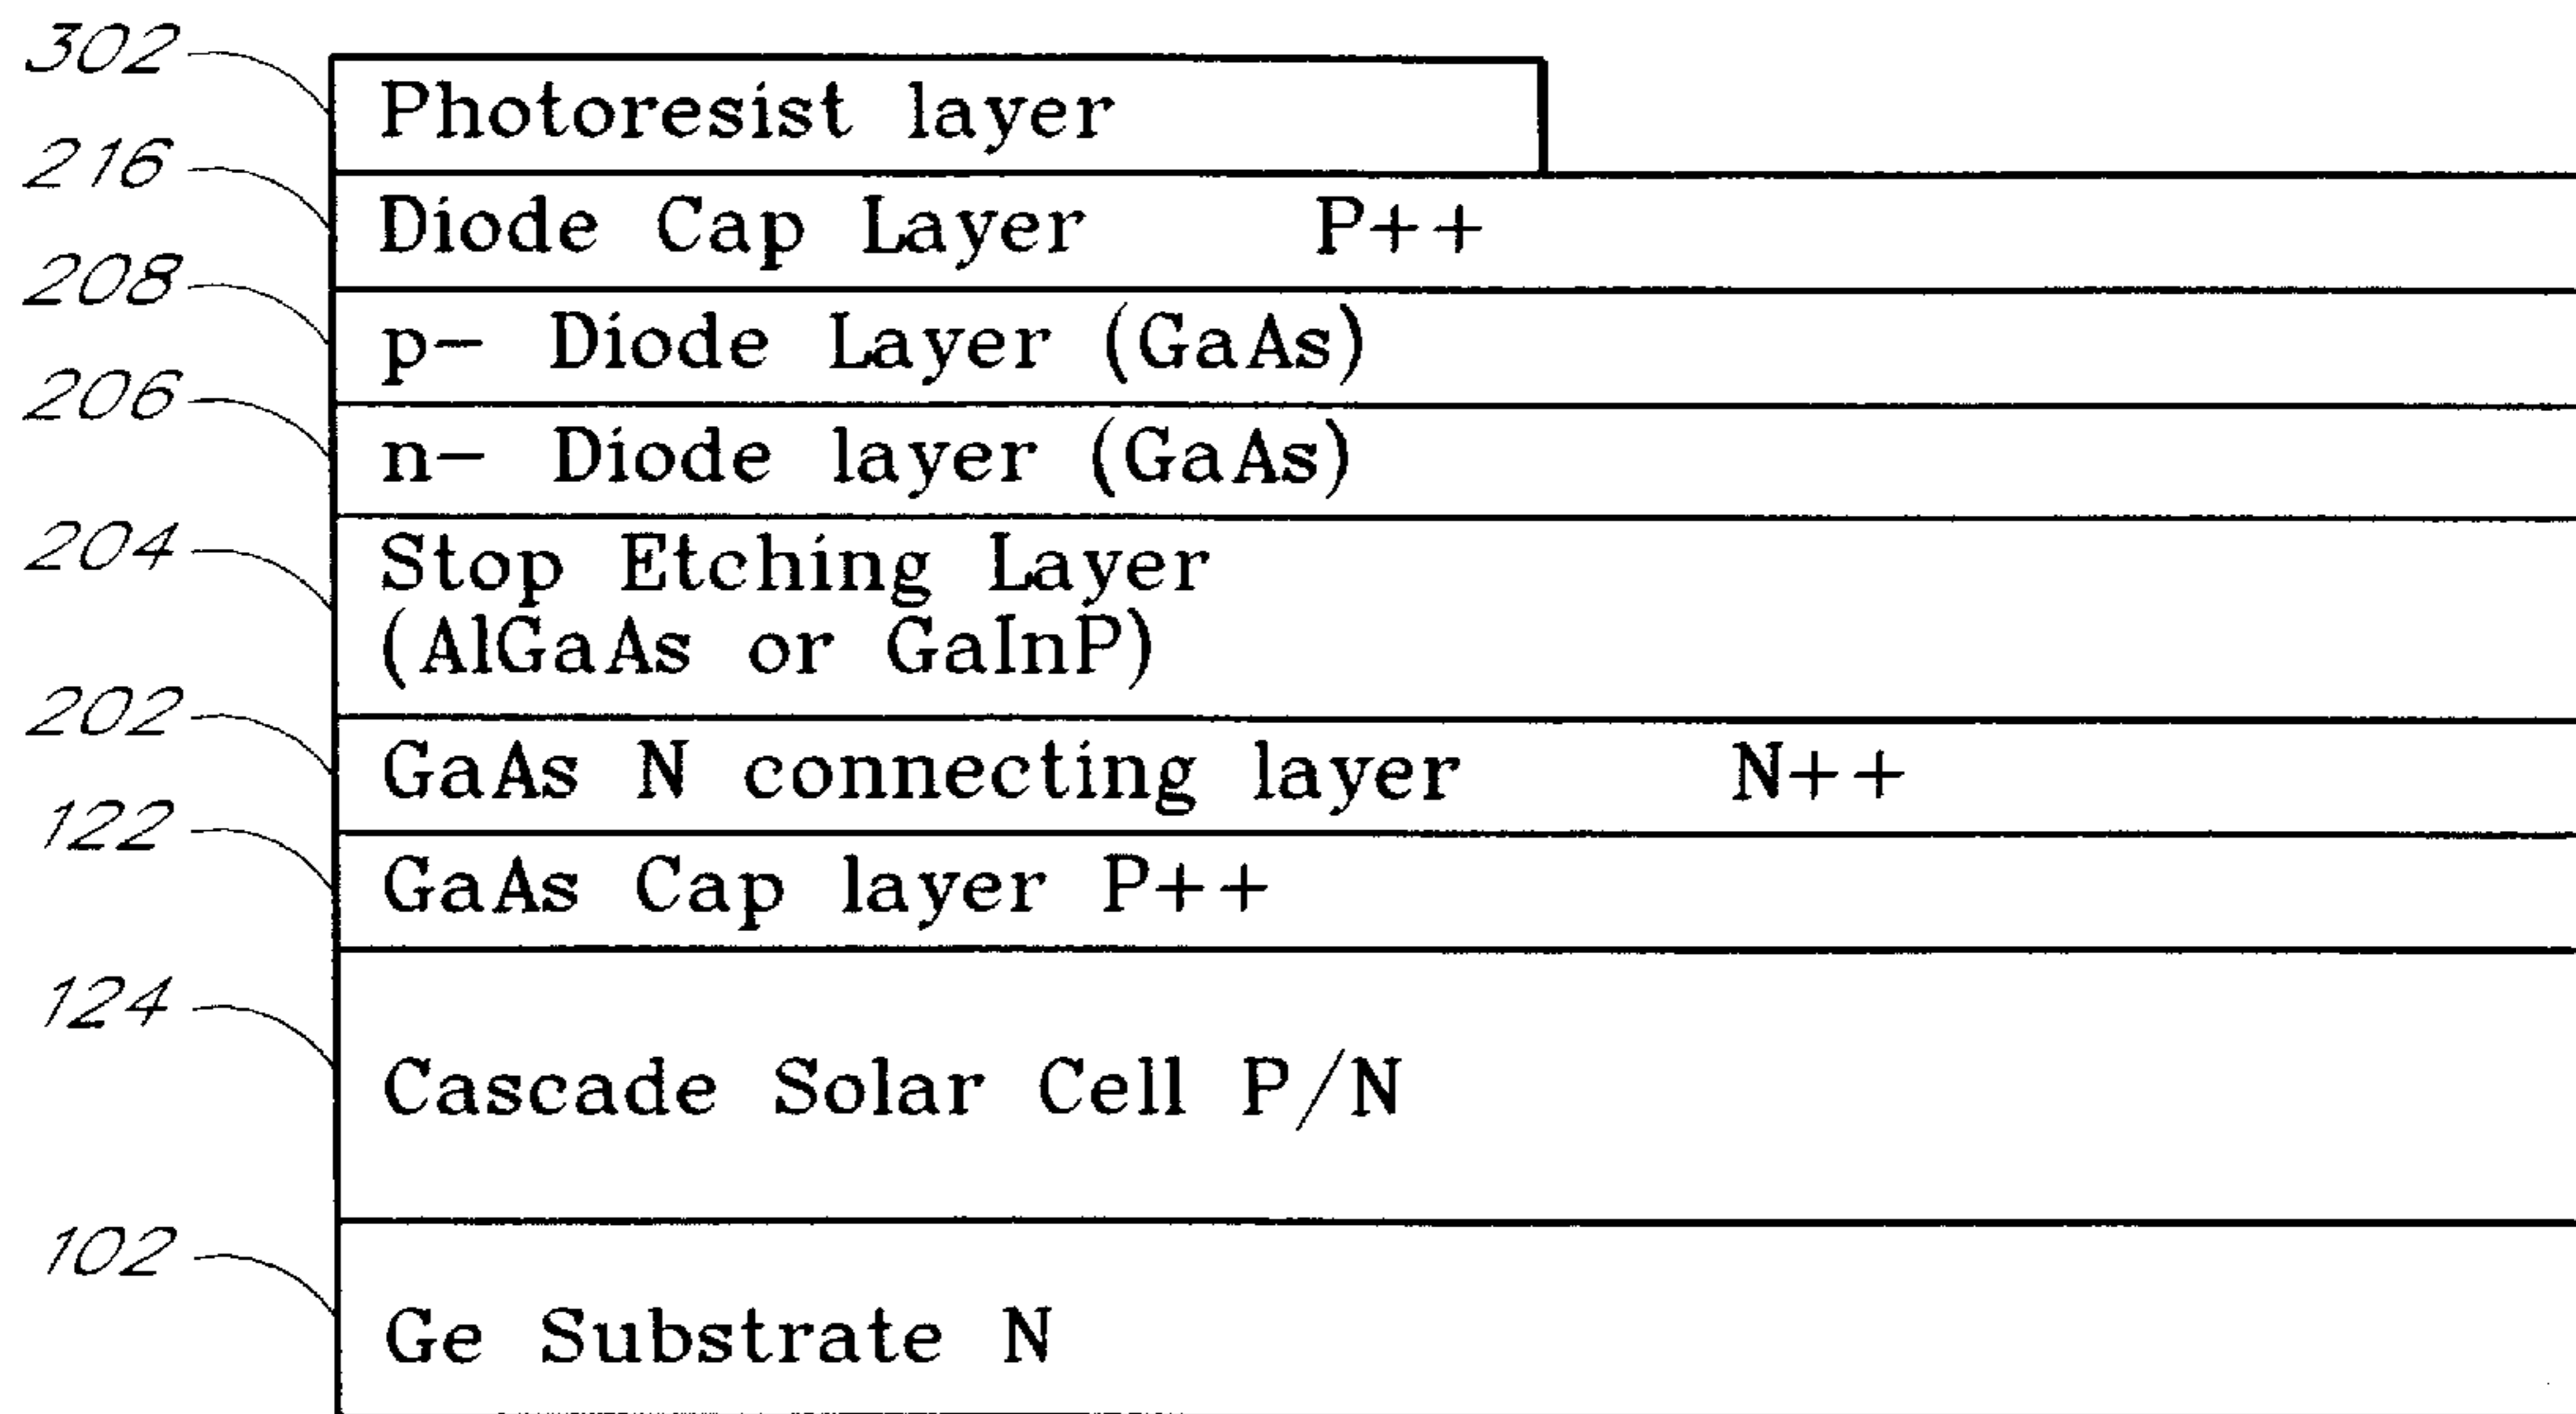 302
Photoresist layer
216
Diode Cap Layer P++
208
p- Diode Layer (GaAs)
206
n- Diode layer (GaAs)
204
Stop Etching Layer
(AlGaAs or GaInP)
202
GaAs N connecting layer N++
122
GaAs Cap layer P++
124
Cascade Solar Cell P/N
102
Ge Substrate N